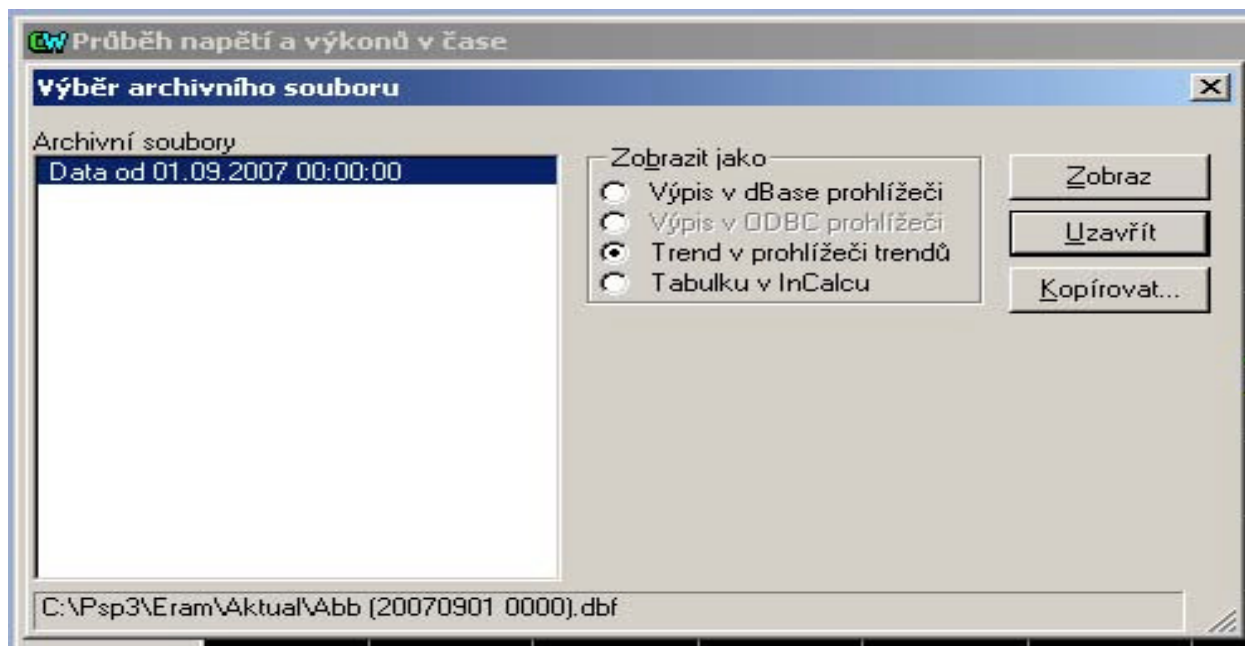 Průběh napětí a výkonů v čase
Výběr archivního souboru
Archivní soubory
Data od 01.09.2007 00:00:00
Zobrazit jako
Výpis v dBase prohlížeči
Výpis v ODBC prohlížeči
Trend v prohlížeči trendů
Tabulku v InCalcu
Zobraz
Uzavřít
Kopírovat...
C:\Psp3\Eram\Aktual\Abb (20070901 0000).dbf